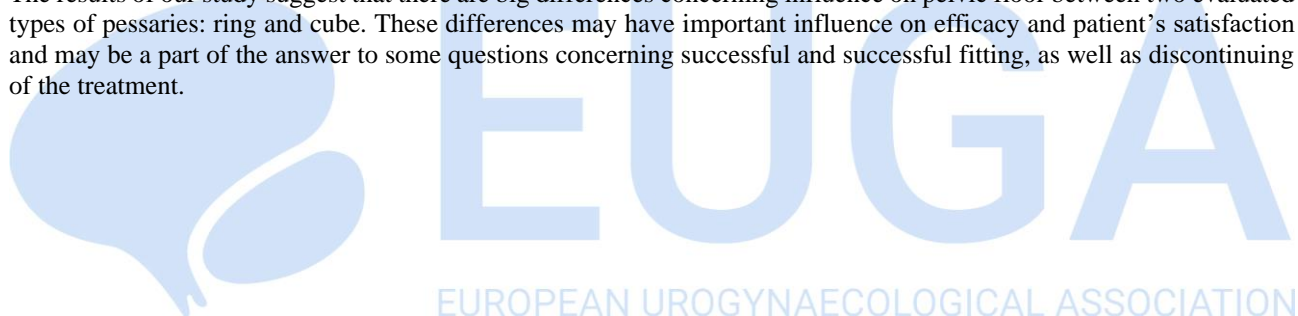 The results of our study suggest that there are big differences concerning influence on pelvic floor between two evaluated
types of pessaries: ring and cube. These differences may have important influence on efficacy and patient’s satisfaction
and may be a part of the answer to some questions concerning successful and successful fitting, as well as discontinuing
of the treatment.
EUGA
EUROPEAN UROGYNAECOLOGICAL ASSOCIATION